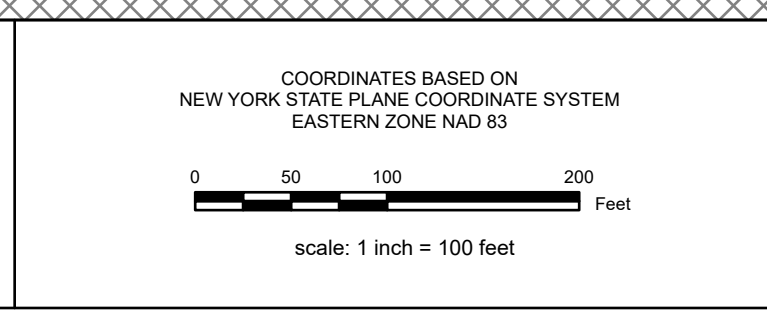 COORDINATES BASED ON
NEW YORK STATE PLANE COORDINATE SYSTEM
EASTERN ZONE NAD 83
0 50 100 200
Feet
scale: 1 inch = 100 feet